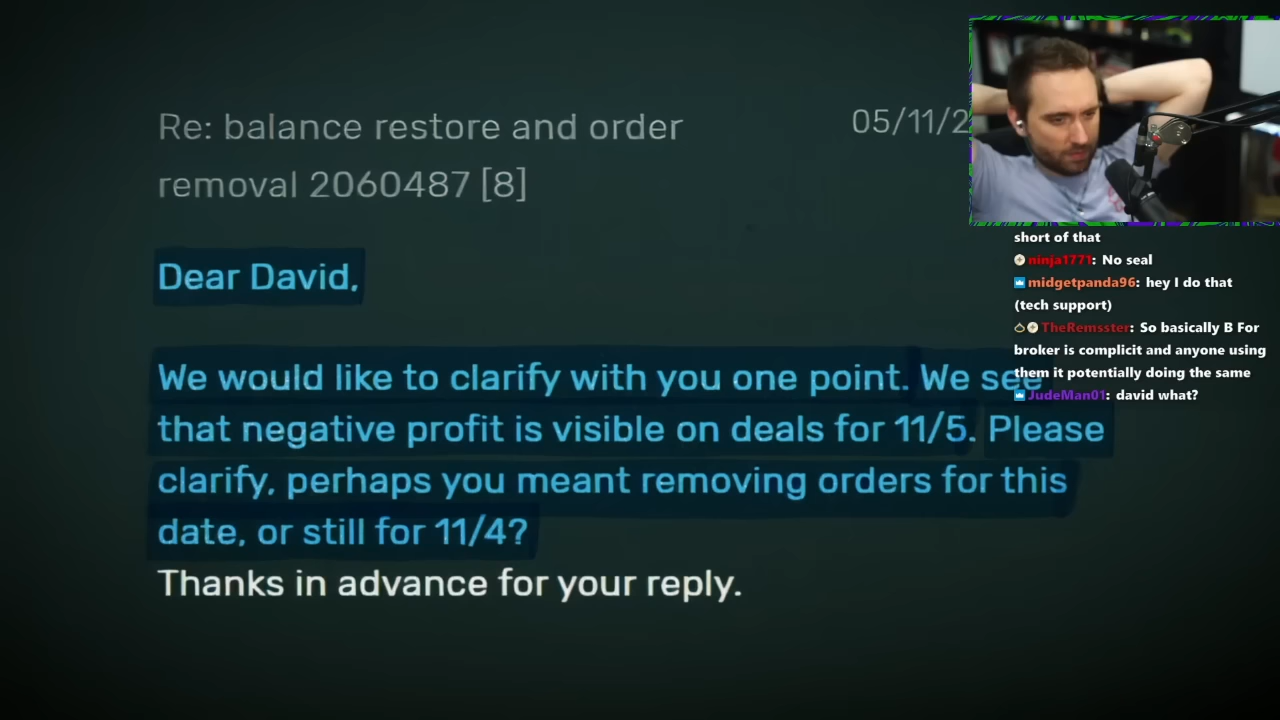 Re: balance restore and order
removal 2060487 [8]
05/11/2
Dear David,
We would like to clarify with you one point. We see
that negative profit is visible on deals for 11/5. Please
clarify, perhaps you meant removing orders for this
date, or still for 11/4?
Thanks in advance for your reply.
short of that
ninja1771: No seal
midgetpanda96: hey I do that
(tech support)
TheRemsster: So basically B For
broker is complicit and anyone using
them it potentially doing the same
JudeMan01: david what?